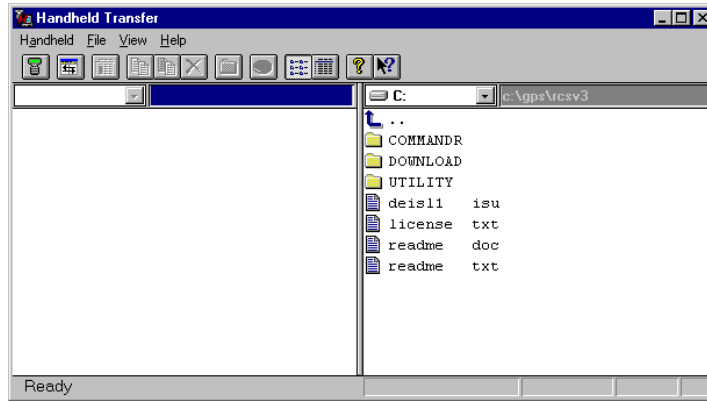 Handheld Transfer
Handheld File View Help
C: c:\gps\rcsv3
..
COMMANDR
DOWNLOAD
UTILITY
deisl1 isu
license txt
readme doc
readme txt
Ready